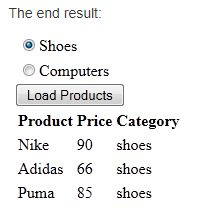 The end result:
Shoes
Computers
Load Products
Product Price Category
Nike 90 shoes
Adidas 66 shoes
Puma 85 shoes